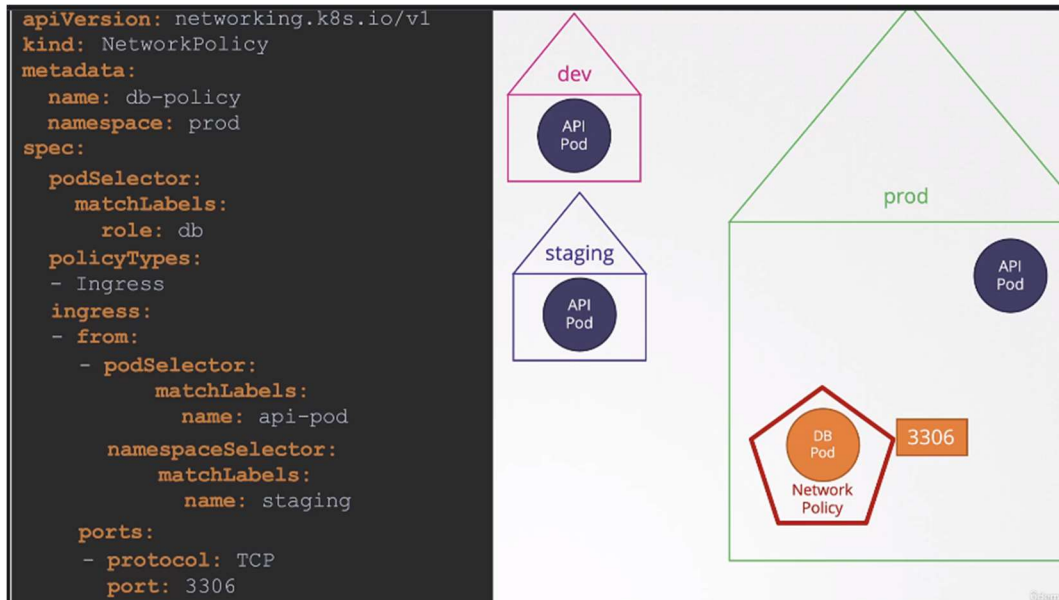 apiVersion: networking.k8s.io/v1
kind: NetworkPolicy
metadata:
name: db-policy
namespace: prod
spec:
podSelector:
matchLabels:
role: db
policyTypes:
- Ingress
ingress:
- from:
- podSelector:
matchLabels:
name: api-pod
namespaceSelector:
matchLabels:
name: staging
ports:
- protocol: TCP
port: 3306
dev
API
Pod
staging
API
Pod
prod
API
Pod
DB
Pod
Network
Policy
3306